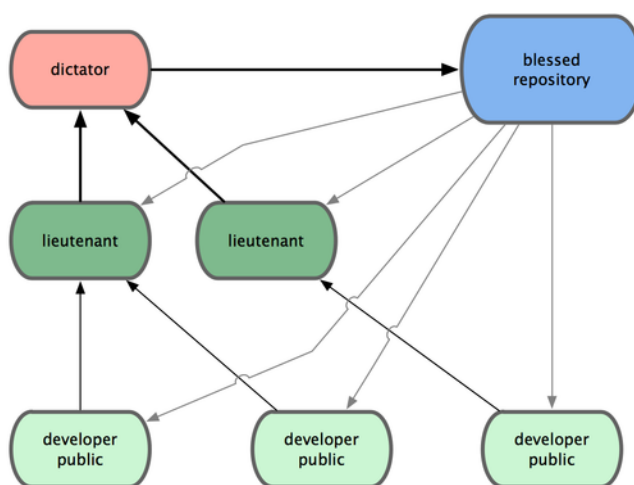 dictator
blessed
repository
lieutenant
lieutenant
developer
public
developer
public
developer
public